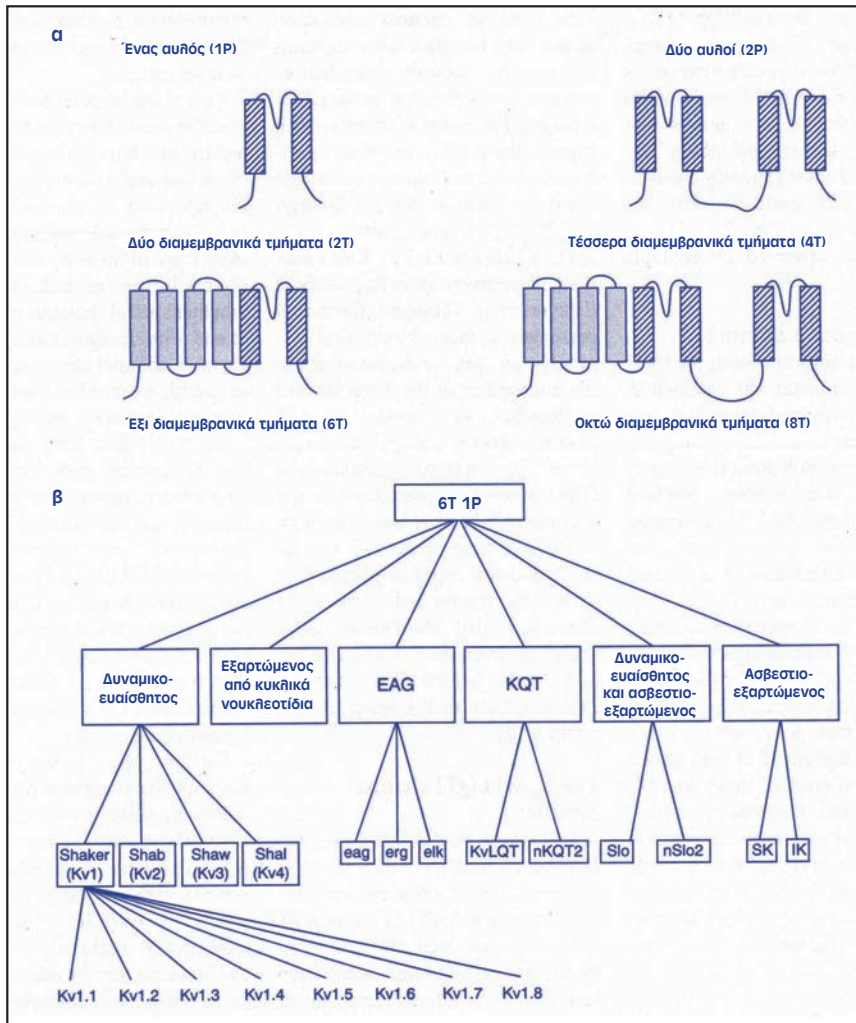 α
Ένας αυλός (1P)
Δύο αυλοί (2P)
Δύο διαμεμβρανικά τμήματα (2T)
Τέσσερα διαμεμβρανικά τμήματα (4T)
Έξι διαμεμβρανικά τμήματα (6T)
Οκτώ διαμεμβρανικά τμήματα (8T)
β
6T 1P
Δυναμικο-
ευαίσθητος
Εξαρτώμενος
από κυκλικά
νουκλεοτίδια
EAG
KQT
Δυναμικο-
ευαίσθητος
και ασβεστιο-
εξαρτώμενος
Ασβεστιο-
εξαρτώμενος
Shaker
(Kv1)
Shab
(Kv2)
Shaw
(Kv3)
Shal
(Kv4)
eag
erg
elk
KvLQT
nKQT2
Slo
nSlo2
SK
IK
Kv1.1
Kv1.2
Kv1.3
Kv1.4
Kv1.5
Kv1.6
Kv1.7
Kv1.8